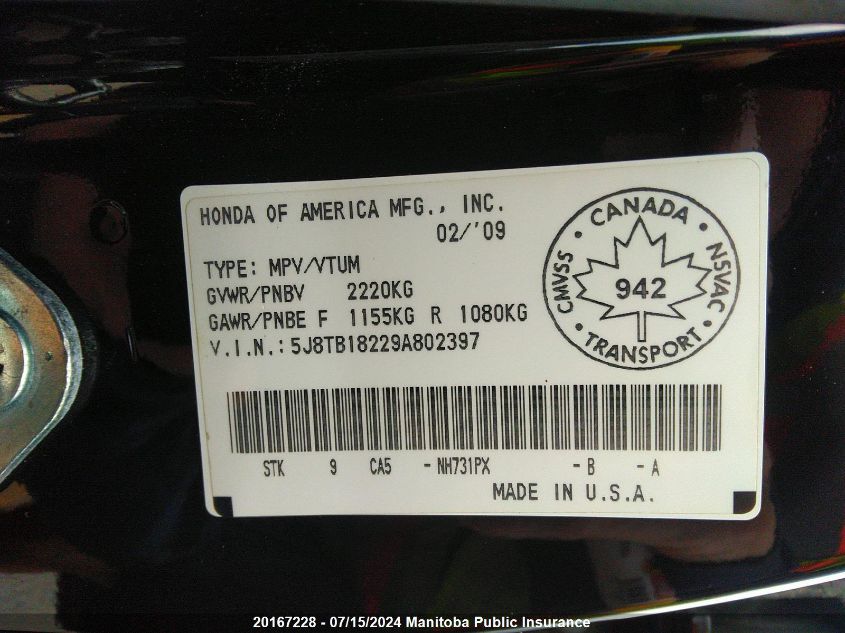 HONDA OF AMERICA MFG., INC.
02/'09
TYPE: MPV/VTUM
GVWR/PNBV 2220KG
GAWR/PNBE F 1155KG R 1080KG
V.I.N.: 5J8TB18229A802397
CANADA
CMVSS
NSVAC
942
TRANSPORT
STK 9 CA5 -NH731PX -B -A
MADE IN U.S.A.
20167228 - 07/15/2024 Manitoba Public Insurance